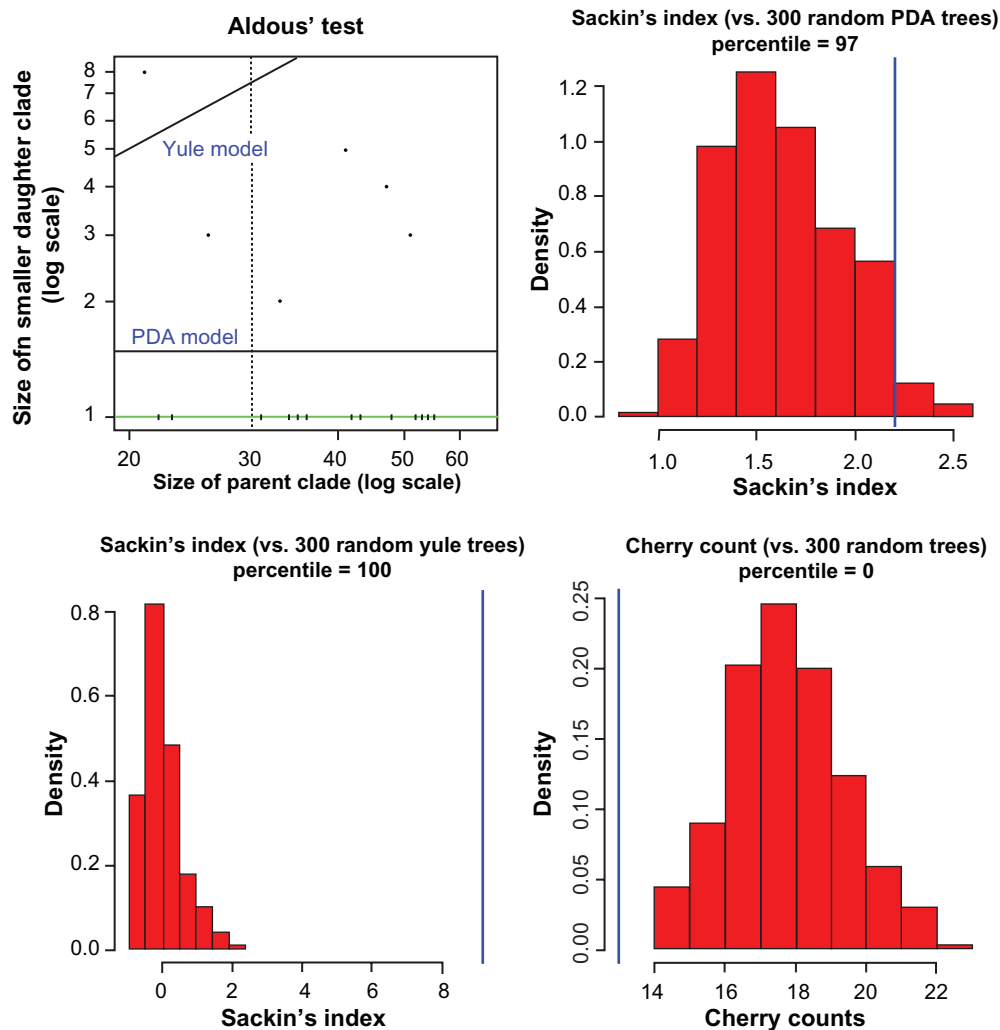 Aldous' test
Size ofn smaller daughter clade
(log scale)
8
7
6
5
4
3
2
1
Yule model
PDA model
20
30
40
50
60
Size of parent clade (log scale)
Sackin's index (vs. 300 random PDA trees)
percentile = 97
Density
1.2
1.0
0.8
0.6
0.4
0.2
0.0
1.0
1.5
2.0
2.5
Sackin's index
Sackin's index (vs. 300 random yule trees)
percentile = 100
Density
0.8
0.6
0.4
0.2
0.0
0
2
4
6
8
Sackin's index
Cherry count (vs. 300 random trees)
percentile = 0
Density
0.25
0.20
0.15
0.10
0.05
0.00
14
16
18
20
22
Cherry counts